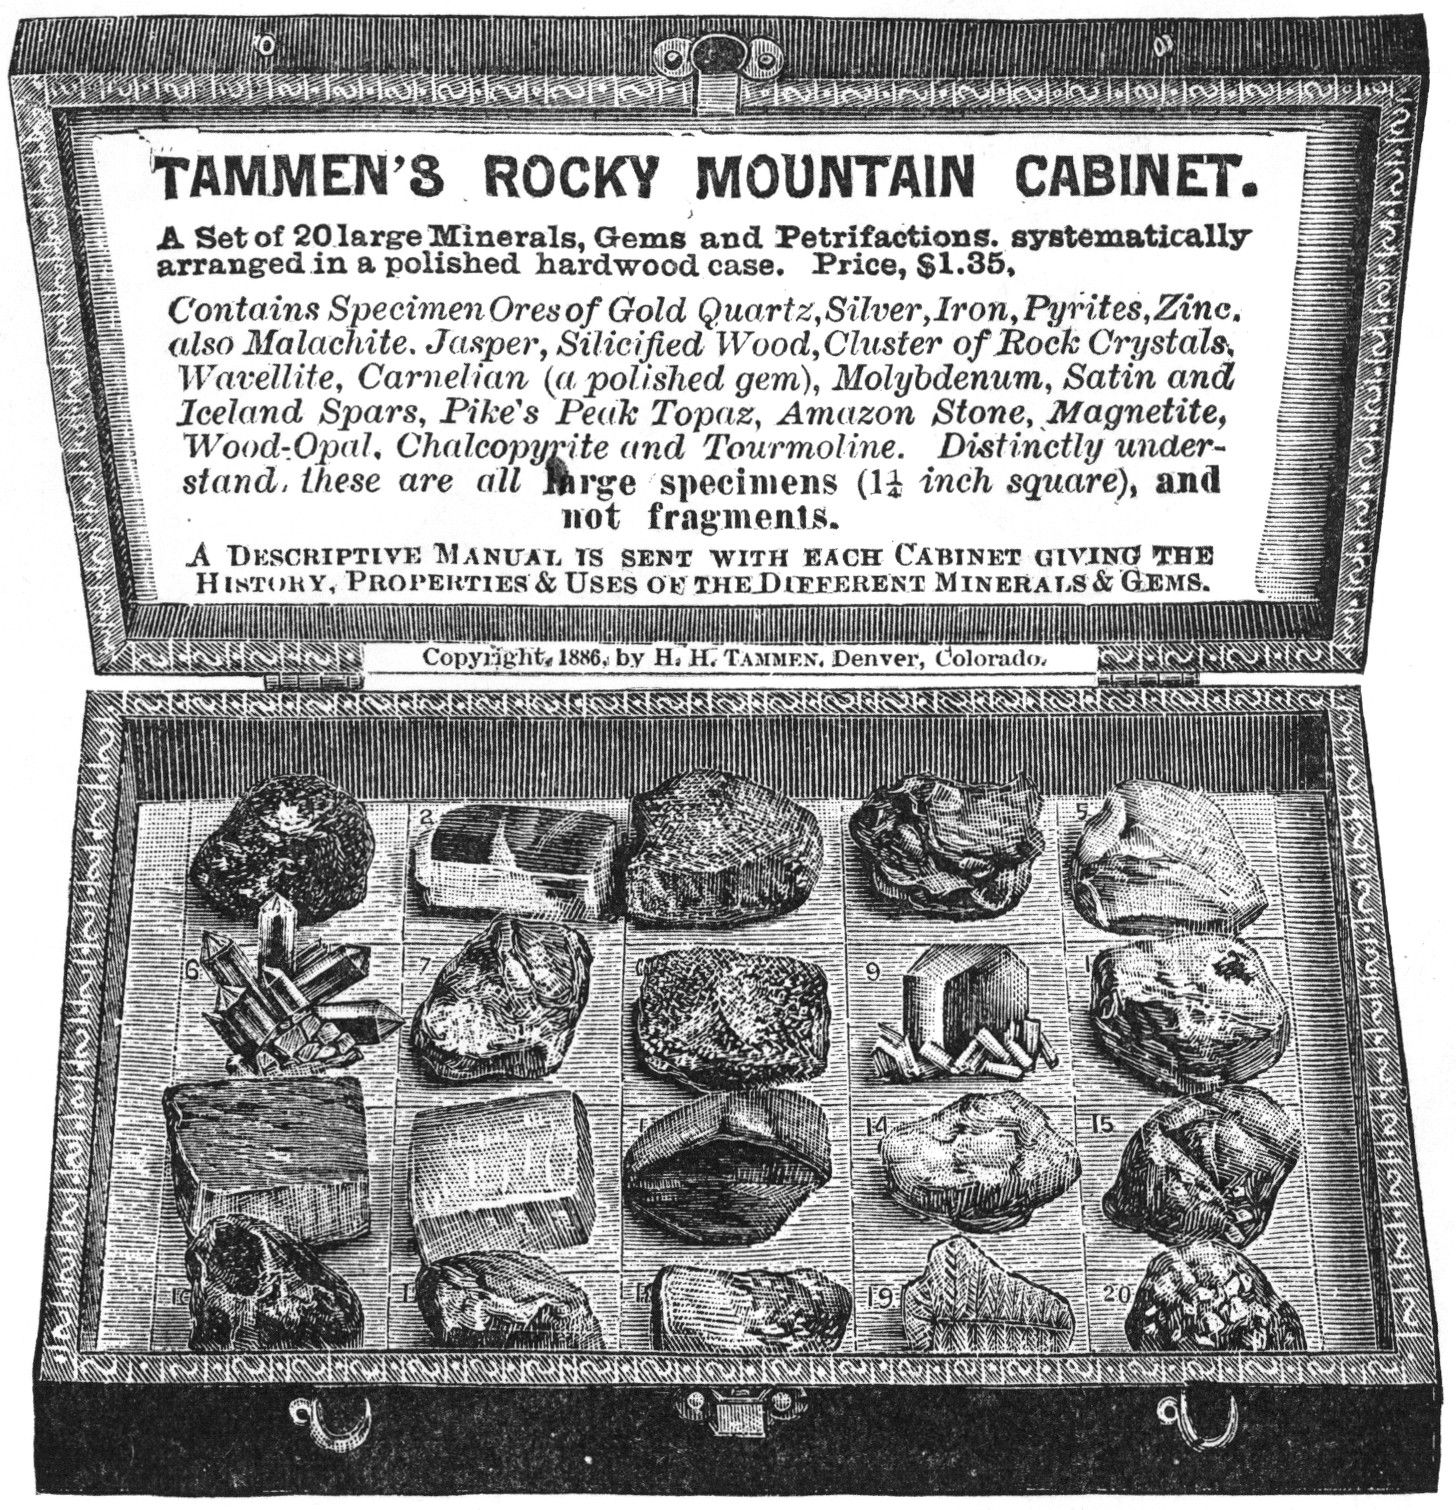 TAMMEN'S ROCKY MOUNTAIN CABINET.
A Set of 20 large Minerals, Gems and Petrifactions. systematically
arranged in a polished hardwood case. Price, $1.35.
Contains Specimen Ores of Gold Quartz, Silver, Iron, Pyrites, Zinc.
also Malachite. Jasper, Silicified Wood, Cluster of Rock Crystals,
Wavellite, Carnelian (a polished gem), Molybdenum, Satin and
Iceland Spars, Pike's Peak Topaz, Amazon Stone, Magnetite,
Wood-Opal, Chalcopyrite and Tourmoline. Distinctly under-
stand, these are all large specimens (1¼ inch square), and
not fragments.
A DESCRIPTIVE MANUAL IS SENT WITH EACH CABINET GIVING THE
HISTORY, PROPERTIES & USES OF THE DIFFERENT MINERALS & GEMS.
Copyright, 1886, by H. H. TAMMEN. Denver, Colorado.
2 5
6 7 9
14 15
19 20